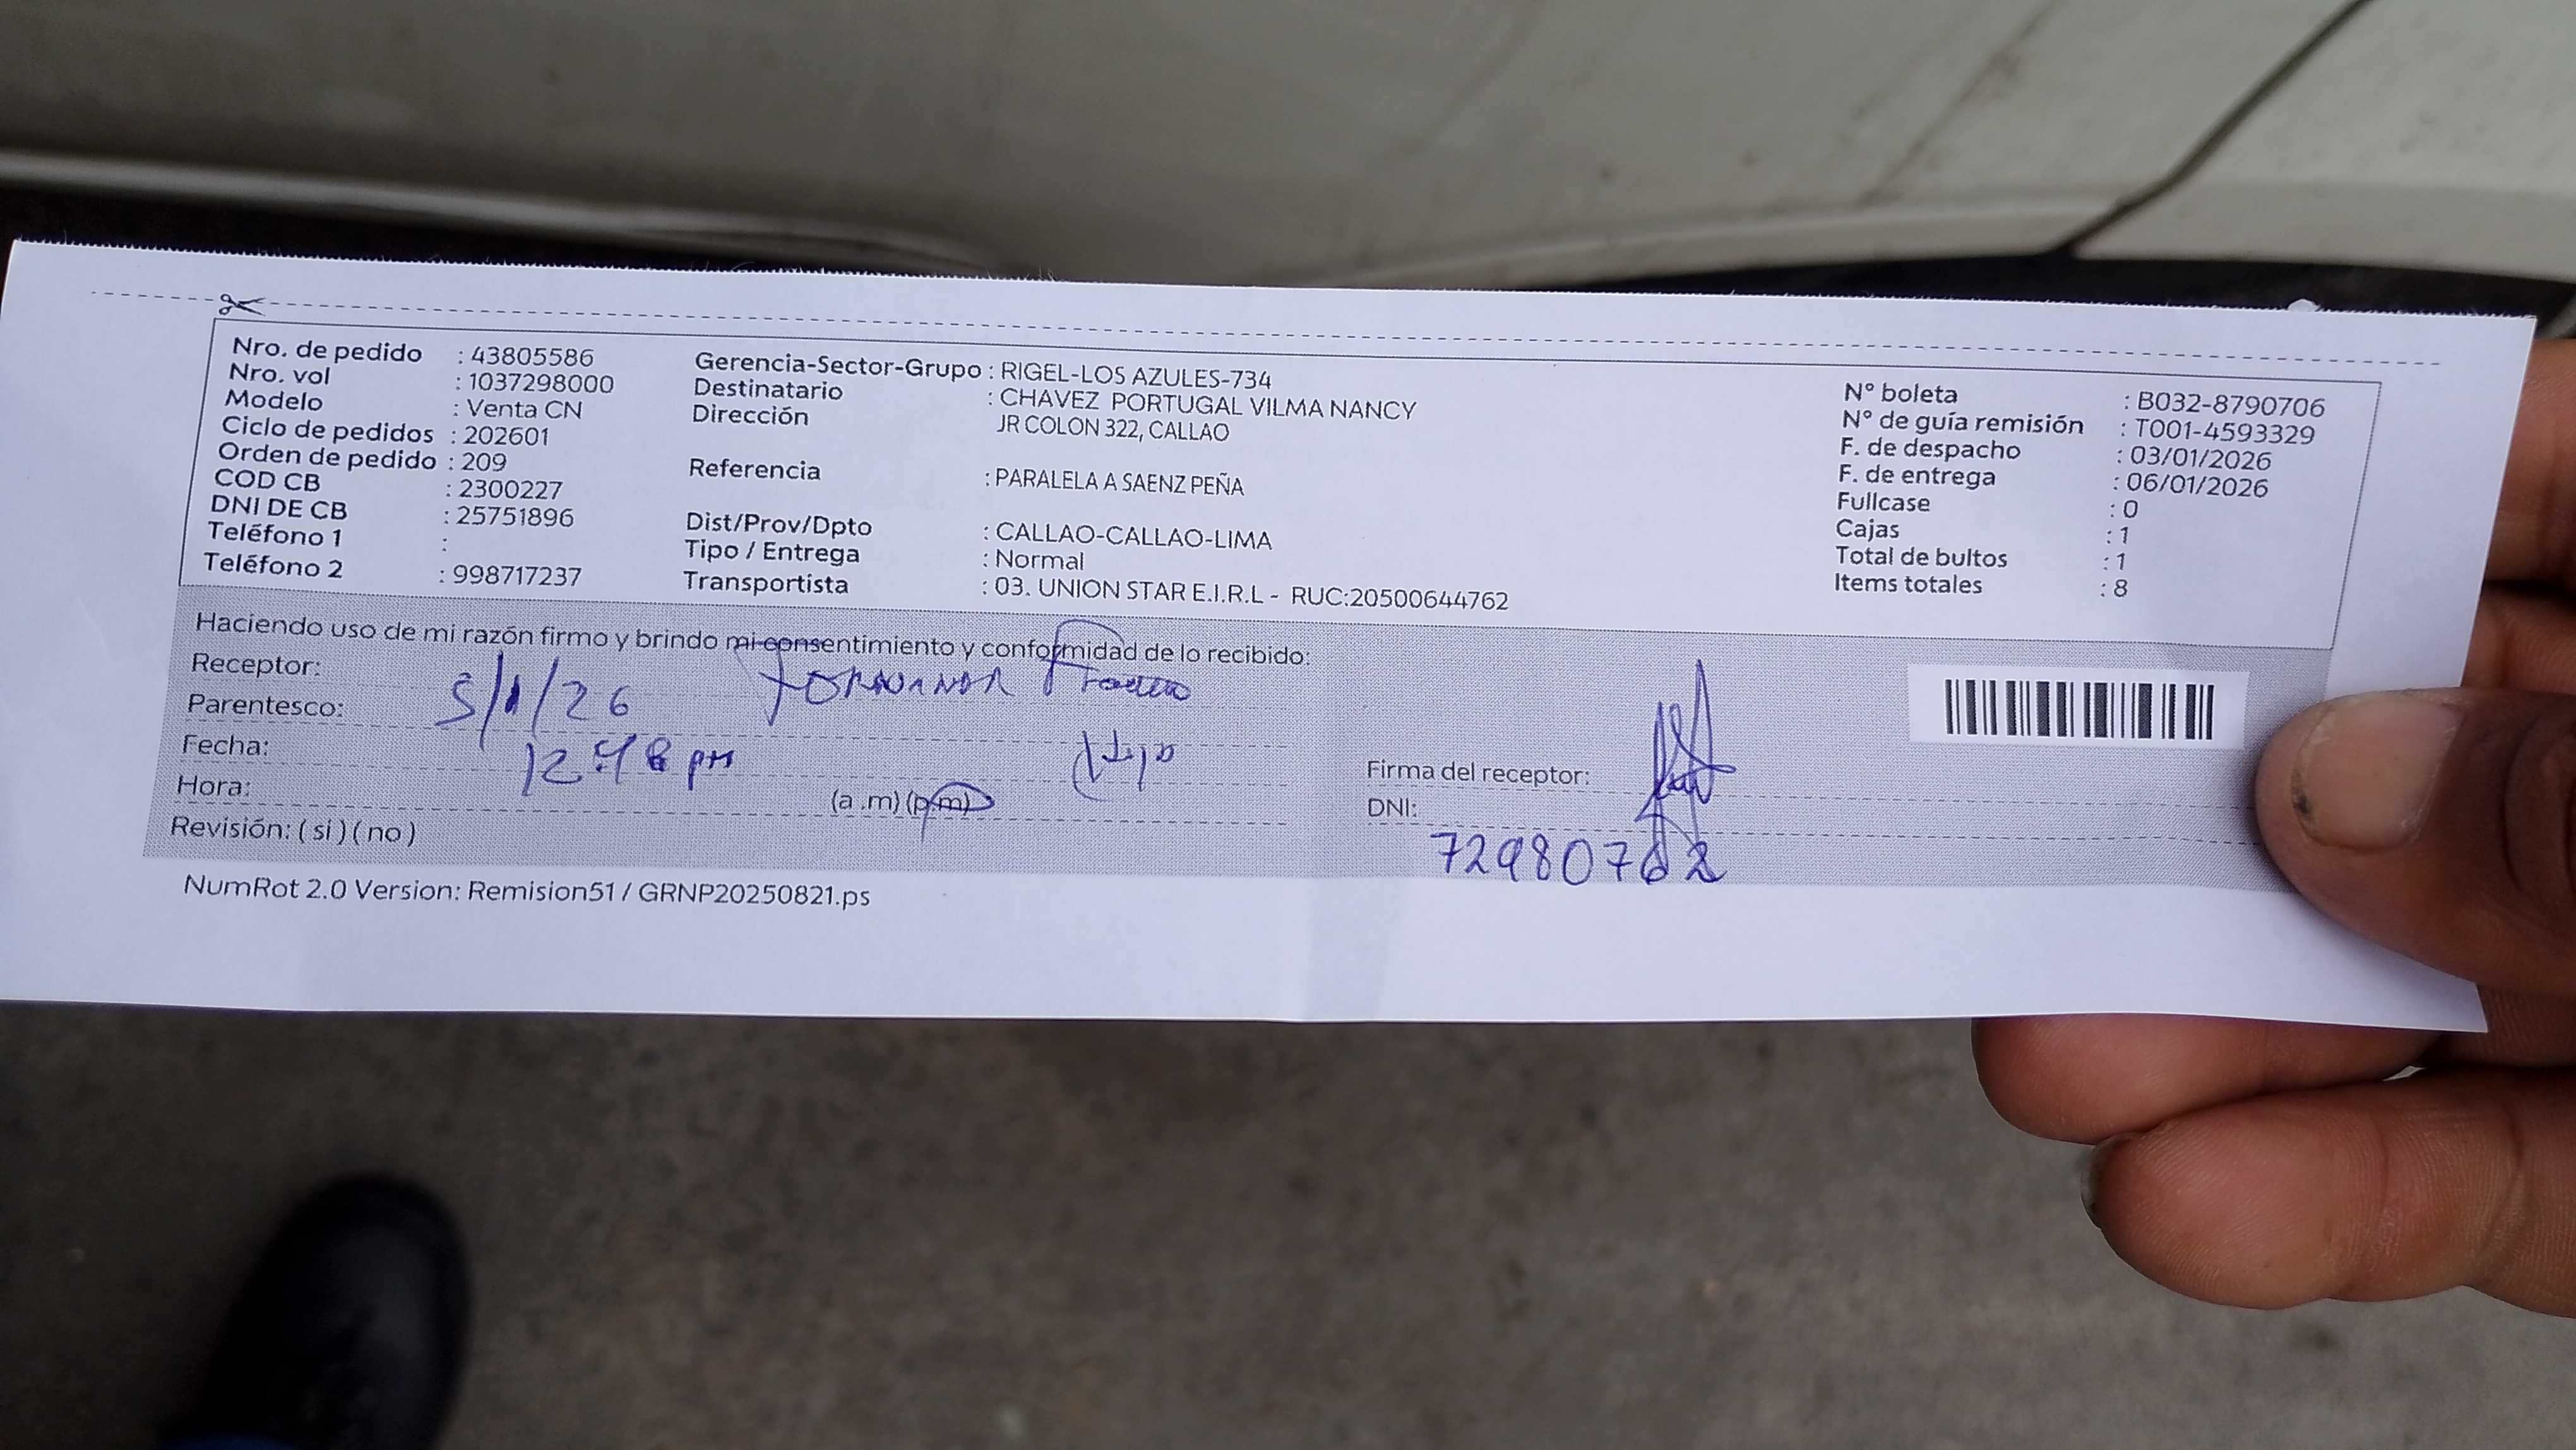 Nro. de pedido : 43805586
Nro. vol : 1037298000
Modelo : Venta CN
Ciclo de pedidos : 202601
Orden de pedido : 209
COD CB : 2300227
DNI DE CB : 25751896
Teléfono 1 :
Teléfono 2 : 998717237
Gerencia-Sector-Grupo : RIGEL-LOS AZULES-734
Destinatario : CHAVEZ PORTUGAL VILMA NANCY
Dirección JR COLON 322, CALLAO
Referencia : PARALELA A SAENZ PEÑA
Dist/Prov/Dpto : CALLAO-CALLAO-LIMA
Tipo / Entrega : Normal
Transportista : 03. UNION STAR E.I.R.L - RUC:20500644762
N° boleta : B032-8790706
N° de guía remisión : T001-4593329
F. de despacho : 03/01/2026
F. de entrega : 06/01/2026
Fullcase : 0
Cajas : 1
Total de bultos : 1
Items totales : 8
Haciendo uso de mi razón firmo y brindo mi consentimiento y conformidad de lo recibido:
Receptor:
Parentesco: 5/1/26
Fecha: 12:48 pm Hijo
Hora: (a .m) (p.m)
Revisión: ( si ) ( no )
Firma del receptor:
DNI:
72980762
NumRot 2.0 Version: Remision51 / GRNP20250821.ps